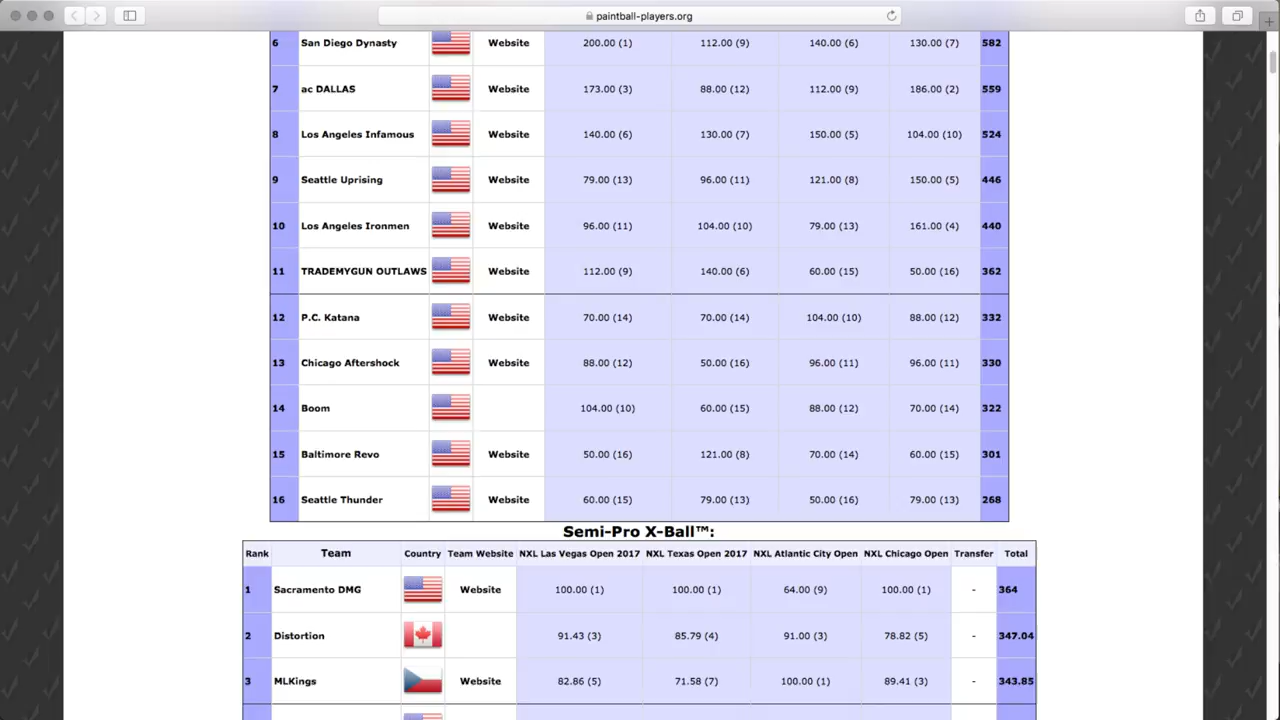 paintball-players.org
6 San Diego Dynasty Website 200.00 (1) 112.00 (9) 140.00 (6) 130.00 (7) 582
7 ac DALLAS Website 173.00 (3) 88.00 (12) 112.00 (9) 186.00 (2) 559
8 Los Angeles Infamous Website 140.00 (6) 130.00 (7) 150.00 (5) 104.00 (10) 524
9 Seattle Uprising Website 79.00 (13) 96.00 (11) 121.00 (8) 150.00 (5) 446
10 Los Angeles Ironmen Website 96.00 (11) 104.00 (10) 79.00 (13) 161.00 (4) 440
11 TRADEMYGUN OUTLAWS Website 112.00 (9) 140.00 (6) 60.00 (15) 50.00 (16) 362
12 P.C. Katana Website 70.00 (14) 70.00 (14) 104.00 (10) 88.00 (12) 332
13 Chicago Aftershock Website 88.00 (12) 50.00 (16) 96.00 (11) 96.00 (11) 330
14 Boom 104.00 (10) 60.00 (15) 88.00 (12) 70.00 (14) 322
15 Baltimore Revo Website 50.00 (16) 121.00 (8) 70.00 (14) 60.00 (15) 301
16 Seattle Thunder Website 60.00 (15) 79.00 (13) 50.00 (16) 79.00 (13) 268
Semi-Pro X-Ball™:
Rank Team Country Team Website NXL Las Vegas Open 2017 NXL Texas Open 2017 NXL Atlantic City Open NXL Chicago Open Transfer Total
1 Sacramento DMG Website 100.00 (1) 100.00 (1) 64.00 (9) 100.00 (1) - 364
2 Distortion 91.43 (3) 85.79 (4) 91.00 (3) 78.82 (5) - 347.04
3 MLKings Website 82.86 (5) 71.58 (7) 100.00 (1) 89.41 (3) - 343.85